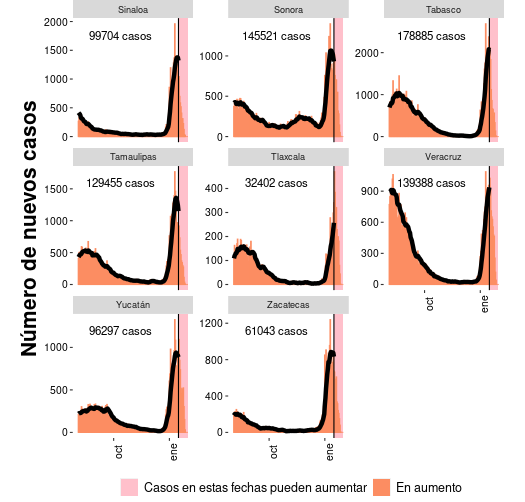 Número de nuevos casos
Sinaloa
99704 casos
2000
1500
1000
500
0
Sonora
145521 casos
1000
500
0
Tabasco
178885 casos
2000
1000
0
Tamaulipas
129455 casos
1500
1000
500
0
Tlaxcala
32402 casos
400
300
200
100
0
Veracruz
139388 casos
900
600
300
0
oct
ene
Yucatán
96297 casos
1000
500
0
oct
ene
Zacatecas
61043 casos
1200
800
400
0
oct
ene
Casos en estas fechas pueden aumentar
En aumento